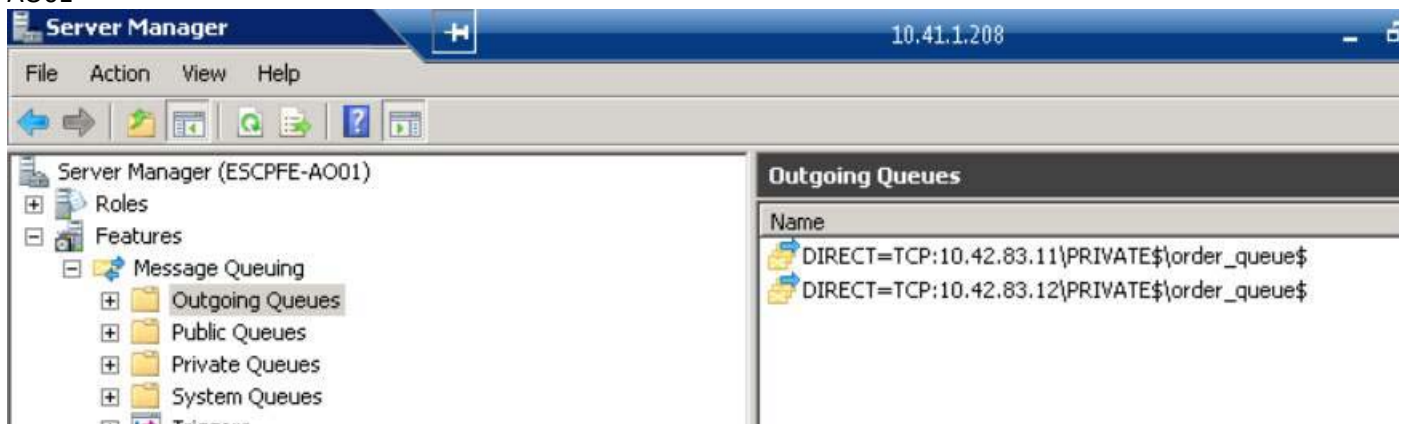 Server Manager
10.41.1.208
File Action View Help
Server Manager (ESCPFE-AO01)
Roles
Features
Message Queuing
Outgoing Queues
Public Queues
Private Queues
System Queues
Outgoing Queues
Name
DIRECT=TCP:10.42.83.11\PRIVATE$\order_queue$
DIRECT=TCP:10.42.83.12\PRIVATE$\order_queue$